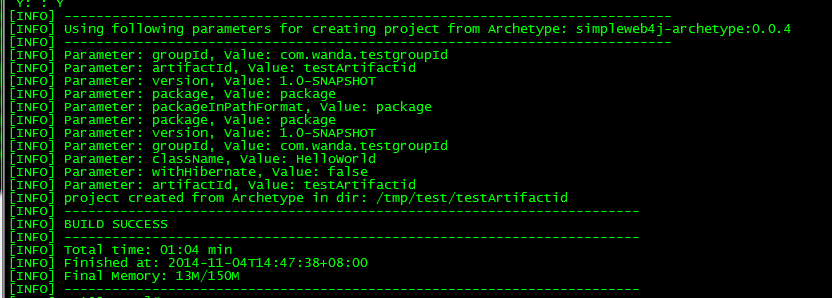 Y: : Y
[INFO] ---------------------------------------------------------------------------
[INFO] Using following parameters for creating project from Archetype: simpleweb4j-archetype:0.0.4
[INFO] ---------------------------------------------------------------------------
[INFO] Parameter: groupId, Value: com.wanda.testgroupId
[INFO] Parameter: artifactId, Value: testArtifactid
[INFO] Parameter: version, Value: 1.0-SNAPSHOT
[INFO] Parameter: package, Value: package
[INFO] Parameter: packageInPathFormat, Value: package
[INFO] Parameter: package, Value: package
[INFO] Parameter: version, Value: 1.0-SNAPSHOT
[INFO] Parameter: groupId, Value: com.wanda.testgroupId
[INFO] Parameter: className, Value: HelloWorld
[INFO] Parameter: withHibernate, Value: false
[INFO] Parameter: artifactId, Value: testArtifactid
[INFO] project created from Archetype in dir: /tmp/test/testArtifactid
[INFO] ------------------------------------------------------------------------
[INFO] BUILD SUCCESS
[INFO] ------------------------------------------------------------------------
[INFO] Total time: 01:04 min
[INFO] Finished at: 2014-11-04T14:47:38+08:00
[INFO] Final Memory: 13M/150M
[INFO] ------------------------------------------------------------------------